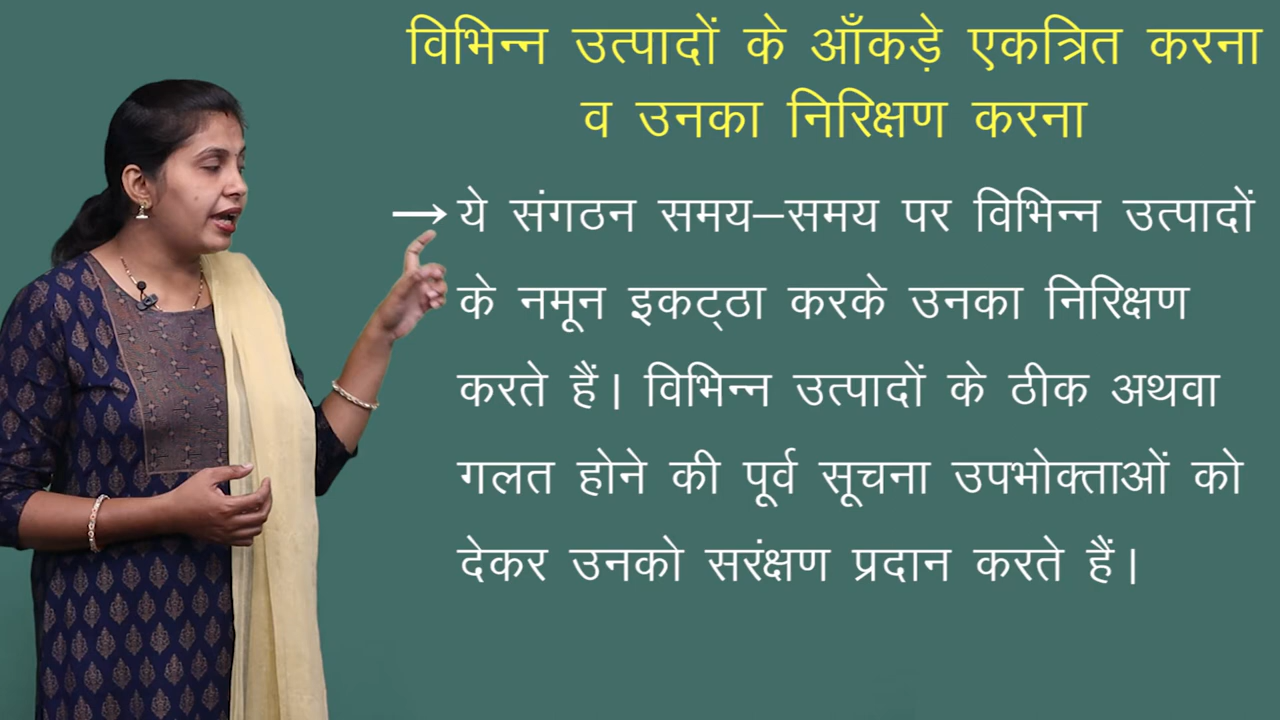 विभिन्न उत्पादों के आँकड़े एकत्रित करना
व उनका निरिक्षण करना
→ ये संगठन समय–समय पर विभिन्न उत्पादों
के नमून इकट्ठा करके उनका निरिक्षण
करते हैं। विभिन्न उत्पादों के ठीक अथवा
गलत होने की पूर्व सूचना उपभोक्ताओं को
देकर उनको सरंक्षण प्रदान करते हैं।